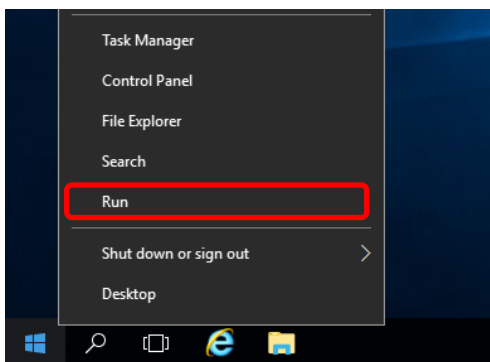 Task Manager
Control Panel
File Explorer
Search
Run
Shut down or sign out
Desktop